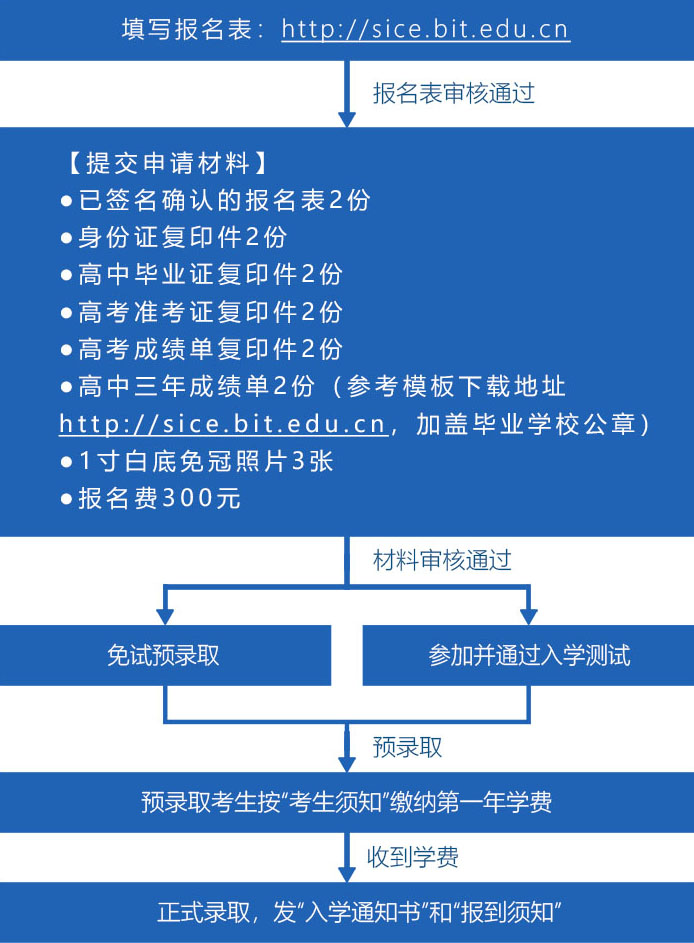 填写报名表：http://sice.bit.edu.cn
报名表审核通过
【提交申请材料】
●已签名确认的报名表2份
●身份证复印件2份
●高中毕业证复印件2份
●高考准考证复印件2份
●高考成绩单复印件2份
●高中三年成绩单2份（参考模板下载地址
http://sice.bit.edu.cn，加盖毕业学校公章）
●1寸白底免冠照片3张
●报名费300元
材料审核通过
免试预录取
参加并通过入学测试
预录取
预录取考生按“考生须知”缴纳第一年学费
收到学费
正式录取，发“入学通知书”和“报到须知”